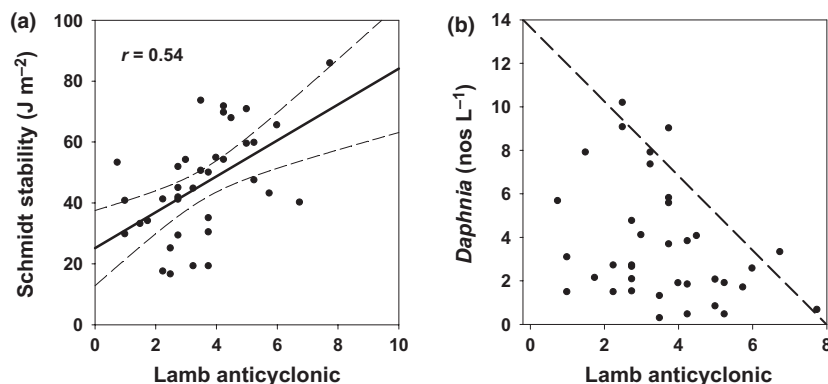 (a)
r = 0.54
Schmidt stability (J m−2)
100
80
60
40
20
0
0 2 4 6 8 10
Lamb anticyclonic
(b)
Daphnia (nos L−1)
14
12
10
8
6
4
2
0
0 2 4 6 8
Lamb anticyclonic